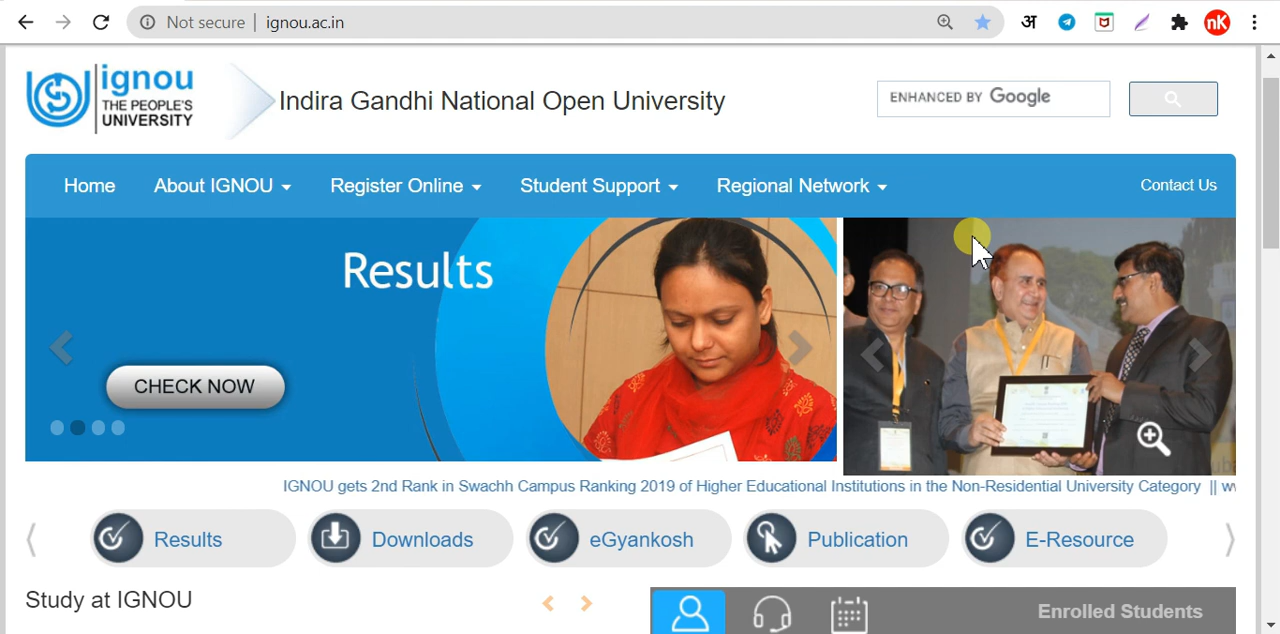 Not secure | ignou.ac.in
अ
nK
ignou
THE PEOPLE'S
UNIVERSITY
Indira Gandhi National Open University
ENHANCED BY Google
Home
About IGNOU
Register Online
Student Support
Regional Network
Contact Us
Results
CHECK NOW
IGNOU gets 2nd Rank in Swachh Campus Ranking 2019 of Higher Educational Institutions in the Non-Residential University Category ||
Results
Downloads
eGyankosh
Publication
E-Resource
Study at IGNOU
Enrolled Students